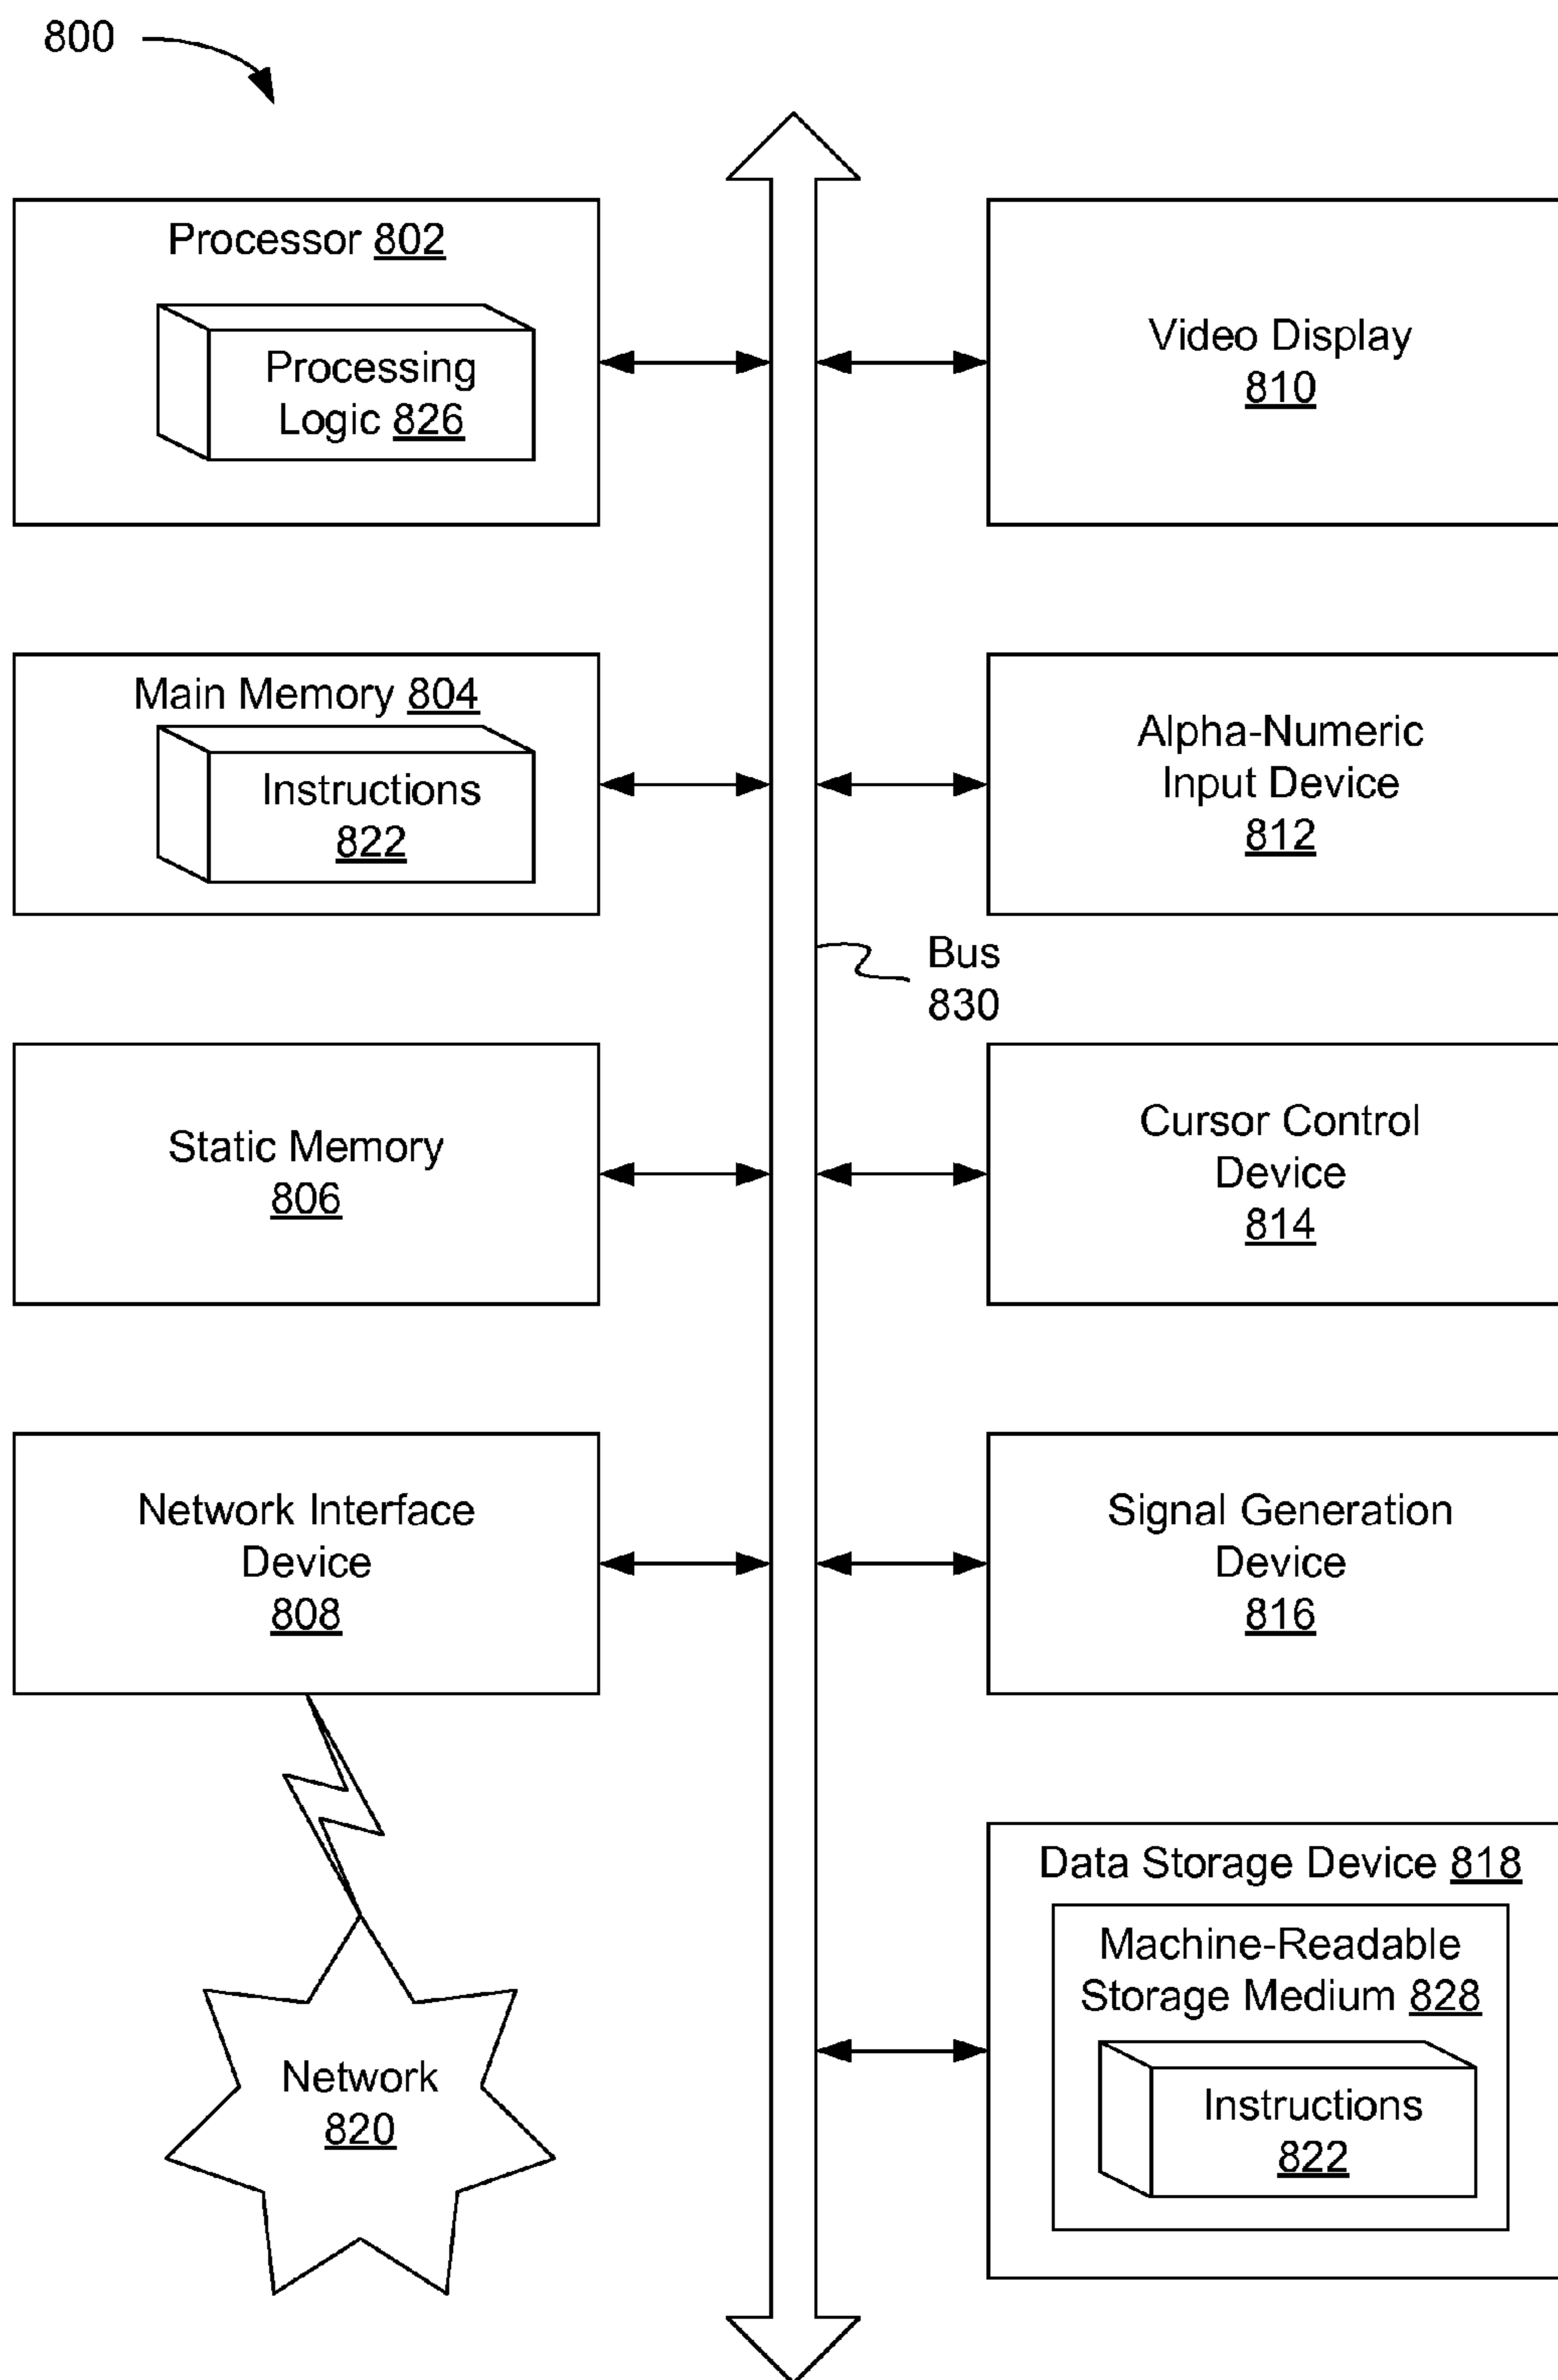 800
Processor 802
Processing
Logic 826
Video Display
810
Main Memory 804
Instructions
822
Alpha-Numeric
Input Device
812
Bus
830
Static Memory
806
Cursor Control
Device
814
Network Interface
Device
808
Signal Generation
Device
816
Data Storage Device 818
Machine-Readable
Storage Medium 828
Instructions
822
Network
820